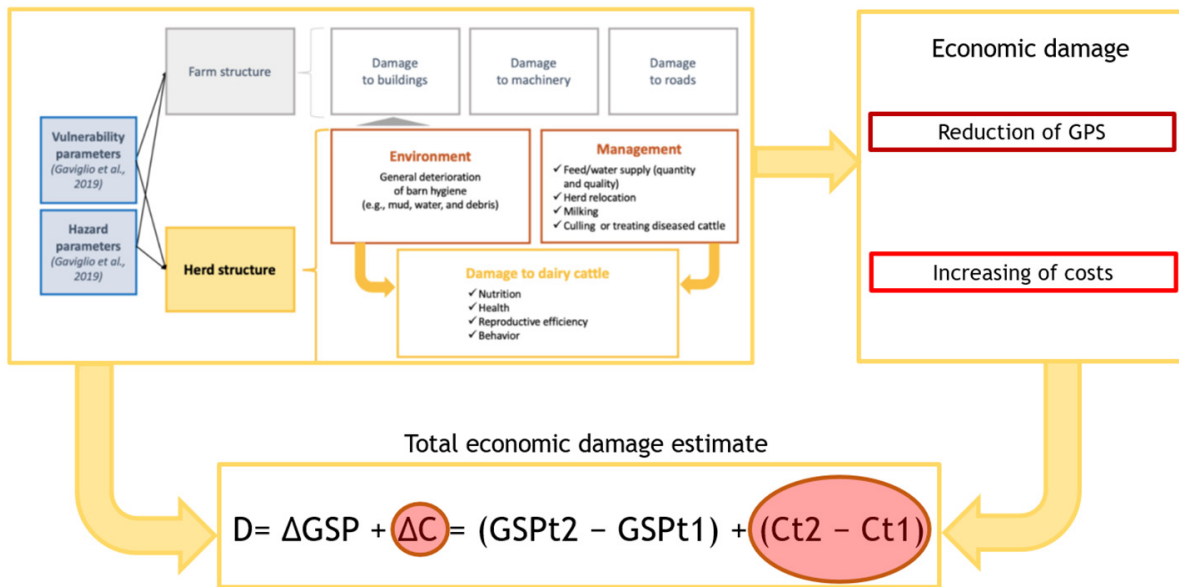 Farm structure
Damage
to buildings
Damage
to machinery
Damage
to roads
Vulnerability
parameters
(Gaviglio et al.,
2019)
Hazard
parameters
(Gaviglio et al.,
2019)
Herd structure
Environment
General deterioration
of barn hygiene
(e.g., mud, water, and debris)
Management
✓ Feed/water supply (quantity
and quality)
✓ Herd relocation
✓ Milking
✓ Culling or treating diseased cattle
Damage to dairy cattle
✓ Nutrition
✓ Health
✓ Reproductive efficiency
✓ Behavior
Economic damage
Reduction of GPS
Increasing of costs
Total economic damage estimate
D= ΔGSP + ΔC = (GSPt2 − GSPt1) + (Ct2 − Ct1)